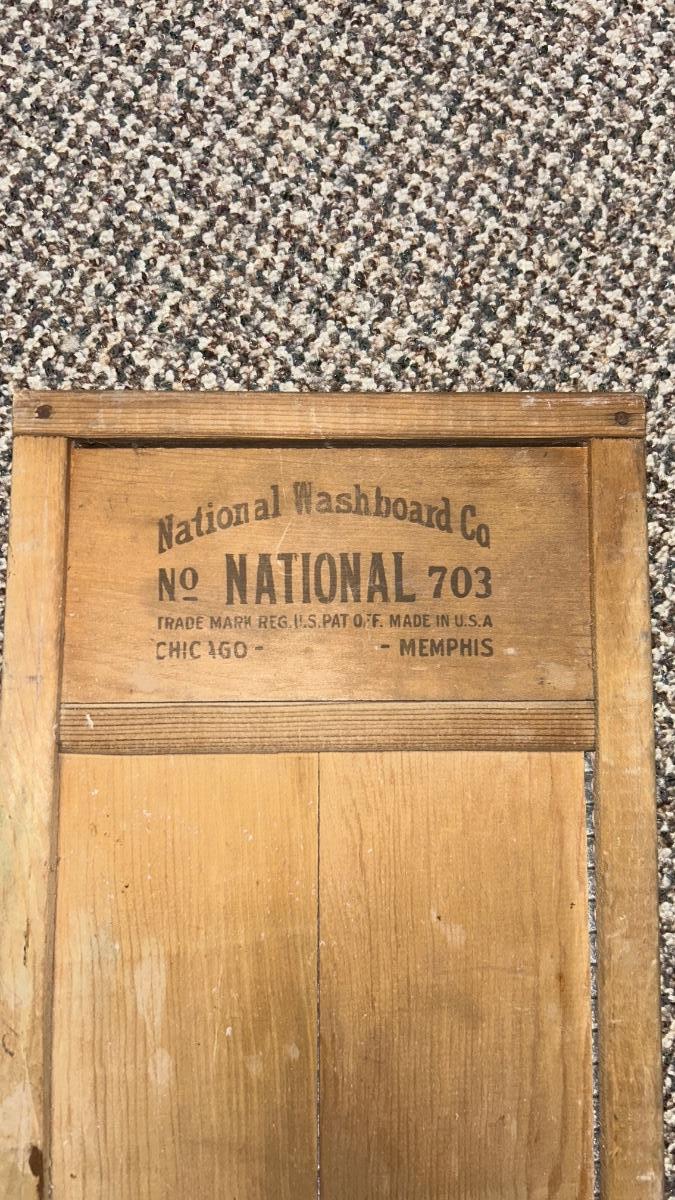 National Washboard Co
No NATIONAL 703
TRADE MARK REG. U.S. PAT OFF. MADE IN U.S.A
CHICAGO - - MEMPHIS